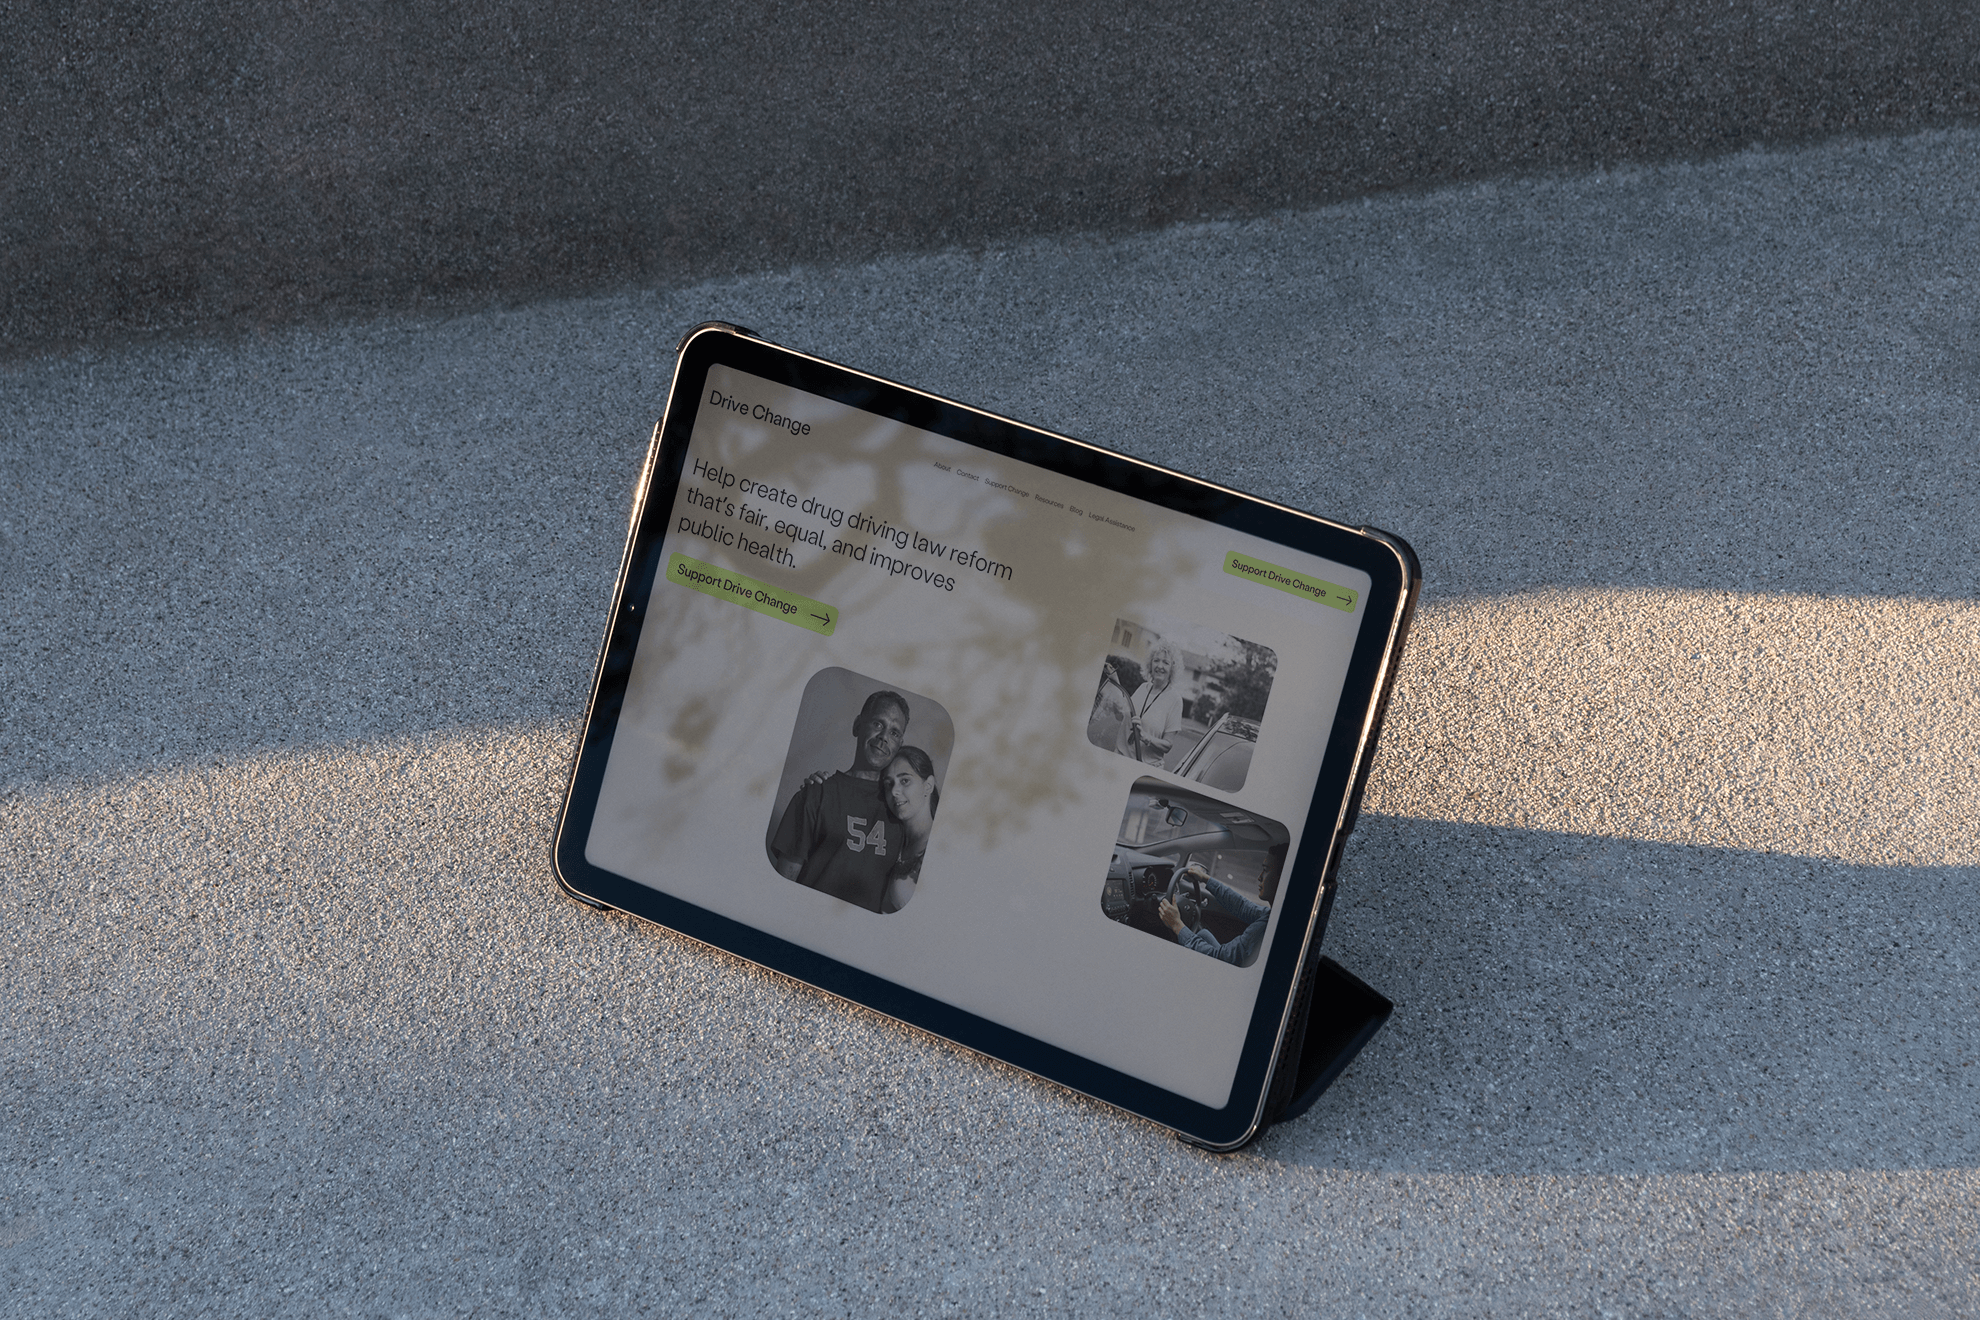 Drive Change
About Contact Support Change Resources Blog Legal Assistance
Support Drive Change
Help create drug driving law reform
that's fair, equal, and improves
public health.
Support Drive Change
54